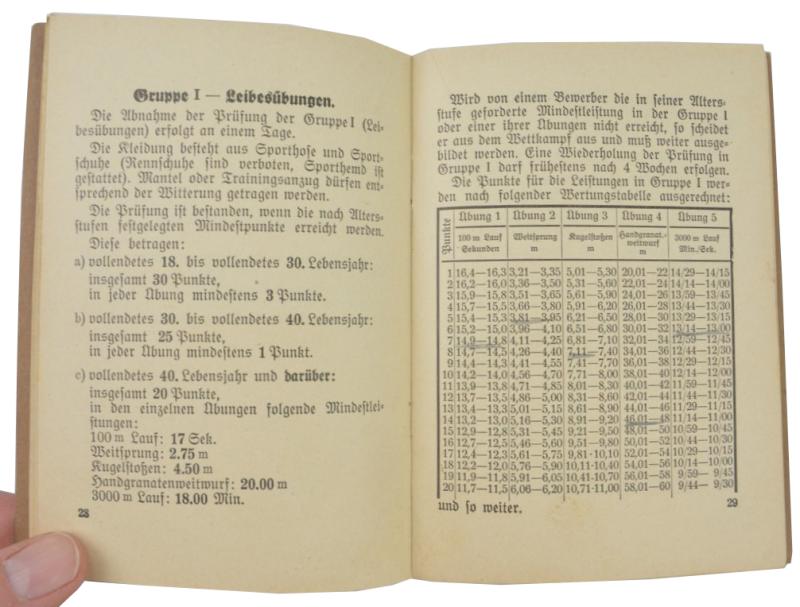 Gruppe I — Leibesübungen.
Die Abnahme der Prüfung der Gruppe I (Lei-
besübungen) erfolgt an einem Tage.
Die Kleidung besteht aus Sporthose und Sport-
schuhe (Rennschuhe sind verboten, Sporthemd ist
gestattet). Mantel oder Trainingsanzug dürfen ent-
sprechend der Witterung getragen werden.
Die Prüfung ist bestanden, wenn die nach Alters-
stufen festgelegten Mindestpunkte erreicht werden.
Diese betragen:
a) vollendetes 18. bis vollendetes 30. Lebensjahr:
insgesamt 30 Punkte,
in jeder Übung mindestens 3 Punkte.
b) vollendetes 30. bis vollendetes 40. Lebensjahr:
insgesamt 25 Punkte,
in jeder Übung mindestens 1 Punkt.
c) vollendetes 40. Lebensjahr und darüber:
insgesamt 20 Punkte,
in den einzelnen Übungen folgende Mindestlei-
stungen:
100 m Lauf: 17 Sek.
Weitsprung: 2.75 m
Kugelstoßen: 4.50 m
Handgranatenweitwurf: 20.00 m
3000 m Lauf: 18.00 Min.
28
Wird von einem Bewerber die in seiner Alters-
stufe geforderte Mindestleistung in der Gruppe I
oder einer ihrer Übungen nicht erreicht, so scheidet
er aus dem Wettkampf aus und muß weiter ausge-
bildet werden. Eine Wiederholung der Prüfung in
Gruppe I darf frühestens nach 4 Wochen erfolgen.
Die Punkte für die Leistungen in Gruppe I wer-
den nach folgender Wertungstabelle ausgerechnet:
Punkte Übung 1 Übung 2 Übung 3 Übung 4 Übung 5
100 m Lauf Sekunden Weitsprung m Kugelstoßen m Handgranat.-weitwurf m 3000 m Lauf Min./Sek.
1 16,4—16,3 3,21—3,35 5,01—5,30 20,01—22 14/29—14/15
2 16,2—16,0 3,36—3,50 5,31—5,60 22,01—24 14/14—14/00
3 15,9—15,8 3,51—3,65 5,61—5,90 24,01—26 13/59—13/45
4 15,7—15,5 3,66—3,80 5,91—6,20 26,01—28 13/44—13/30
5 15,4—15,3 3,81—3,95 6,21—6,50 28,01—30 13/29—13/15
6 15,2—15,0 3,96—4,10 6,51—6,80 30,01—32 13/14—13/00
7 14,9—14,8 4,11—4,25 6,81—7,10 32,01—34 12/59—12/45
8 14,7—14,5 4,26—4,40 7,11—7,40 34,01—36 12/44—12/30
9 14,4—14,3 4,41—4,55 7,41—7,70 36,01—38 12/29—12/15
10 14,2—14,0 4,56—4,70 7,71—8,00 38,01—40 12/14—12/00
11 13,9—13,8 4,71—4,85 8,01—8,30 40,01—42 11/59—11/45
12 13,7—13,5 4,86—5,00 8,31—8,60 42,01—44 11/44—11/30
13 13,4—13,3 5,01—5,15 8,61—8,90 44,01—46 11/29—11/15
14 13,2—13,0 5,16—5,30 8,91—9,20 46,01—48 11/14—11/00
15 12,9—12,8 5,31—5,45 9,21—9,50 48,01—50 10/59—10/45
16 12,7—12,5 5,46—5,60 9,51—9,80 50,01—52 10/44—10/30
17 12,4—12,3 5,61—5,75 9,81-10,10 52,01—54 10/29—10/15
18 12,2—12,0 5,76—5,90 10,11-10,40 54,01—56 10/14—10/00
19 11,9—11,8 5,91—6,05 10,41-10,70 56,01—58 9/59— 9/45
20 11,7—11,5 6,06—6,20 10,71-11,00 58,01—60 9/44— 9/30
und so weiter.
29